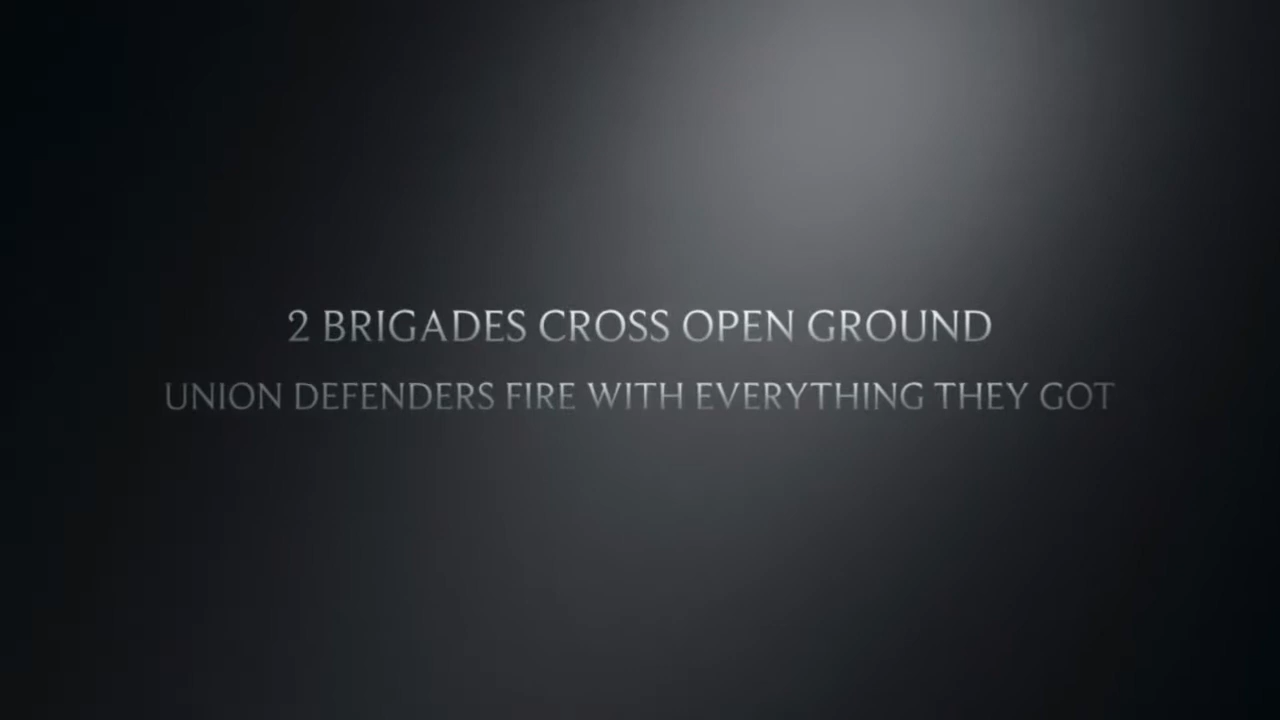 2 BRIGADES CROSS OPEN GROUND
UNION DEFENDERS FIRE WITH EVERYTHING THEY GOT